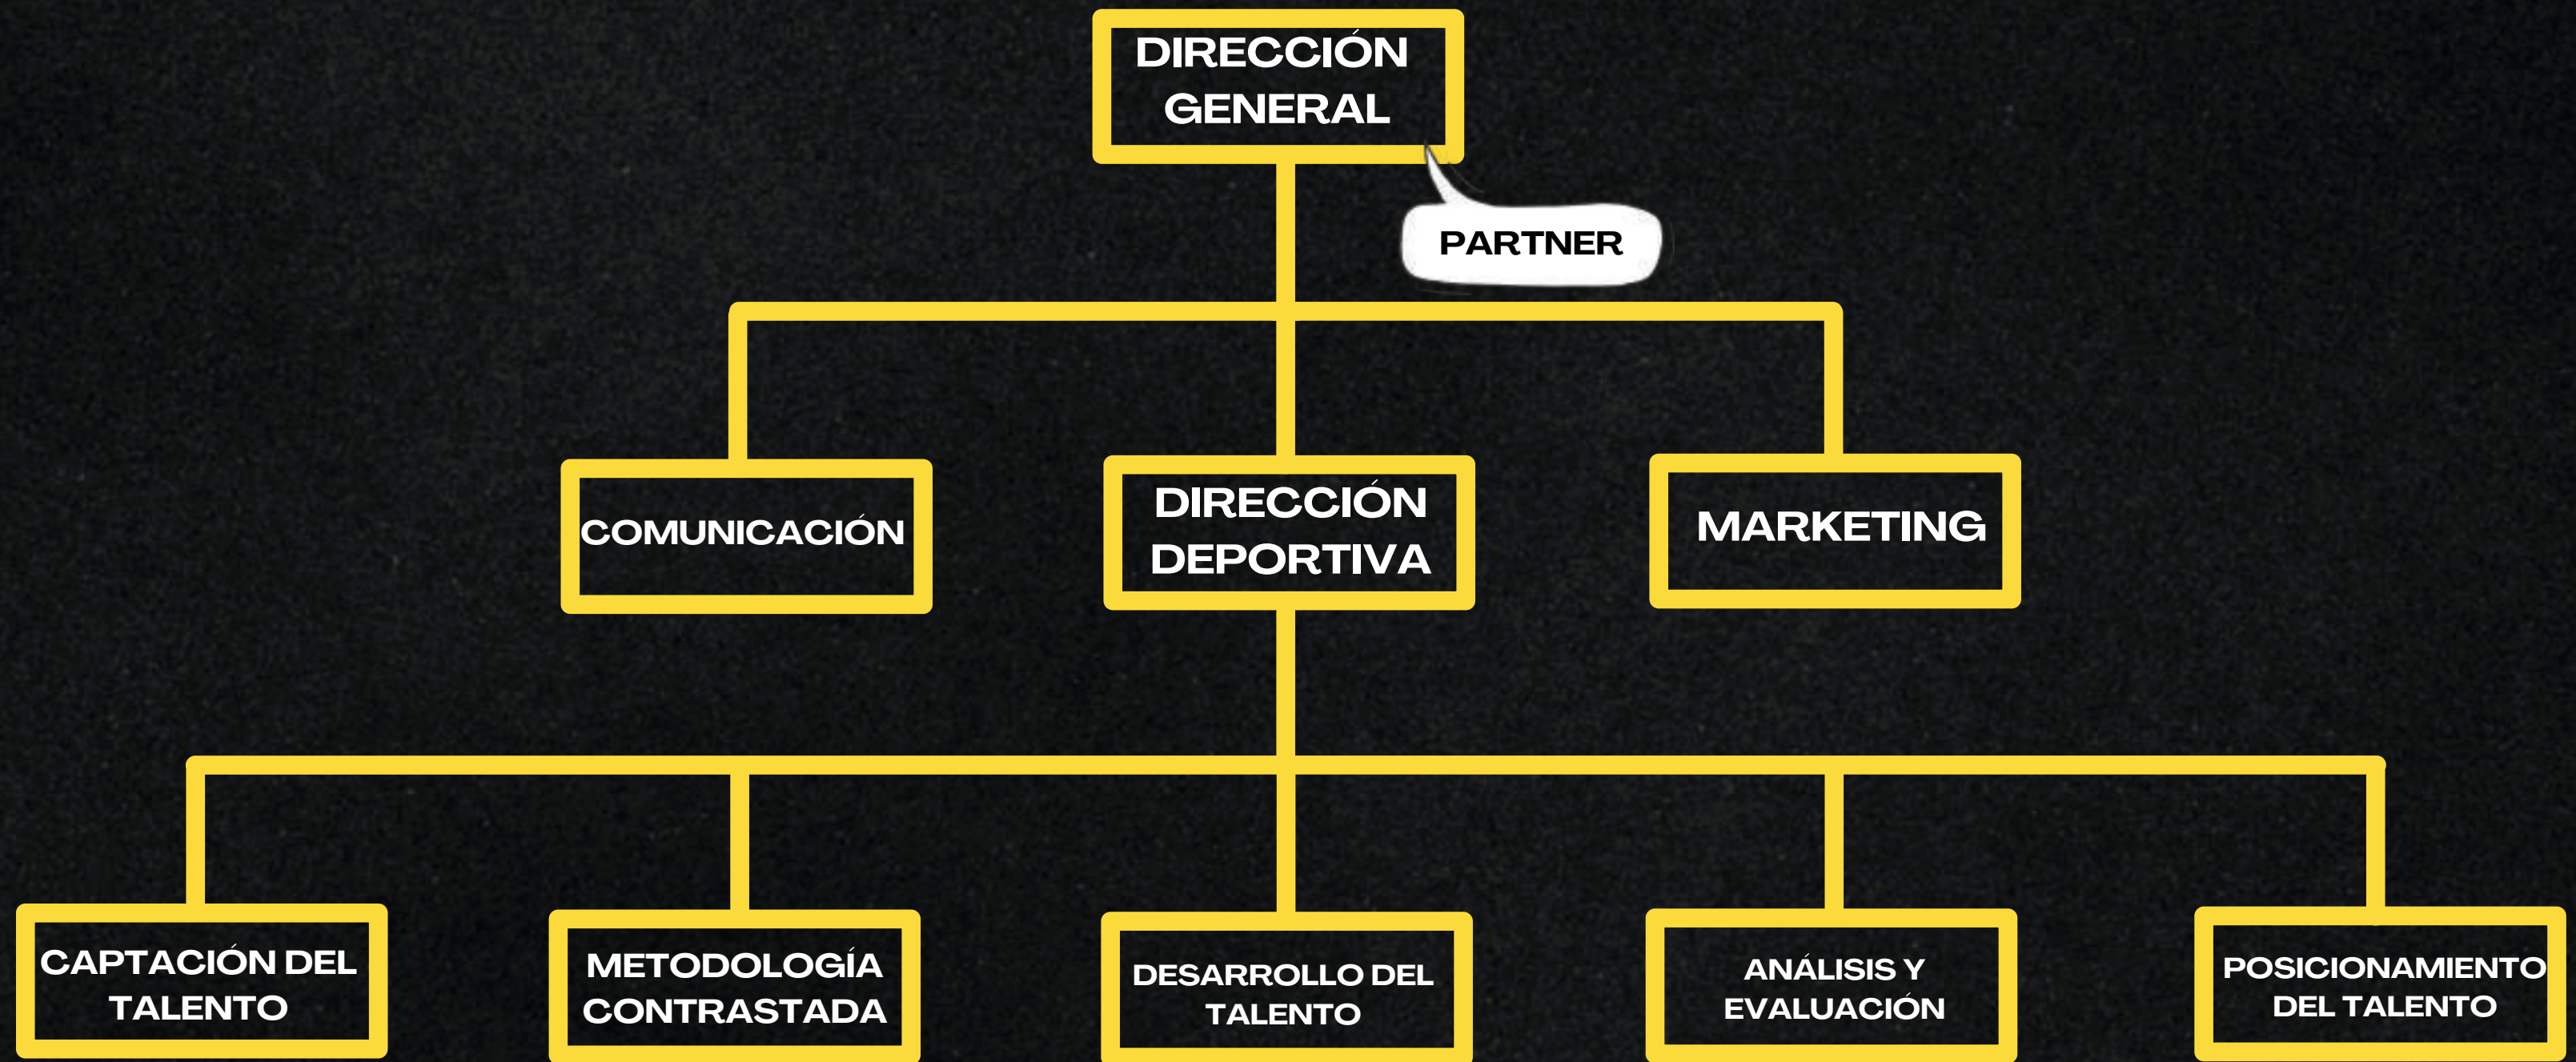 DIRECCIÓN
GENERAL
PARTNER
COMUNICACIÓN
DIRECCIÓN
DEPORTIVA
MARKETING
CAPTACIÓN DEL
TALENTO
METODOLOGÍA
CONTRASTADA
DESARROLLO DEL
TALENTO
ANÁLISIS Y
EVALUACIÓN
POSICIONAMIENTO
DEL TALENTO